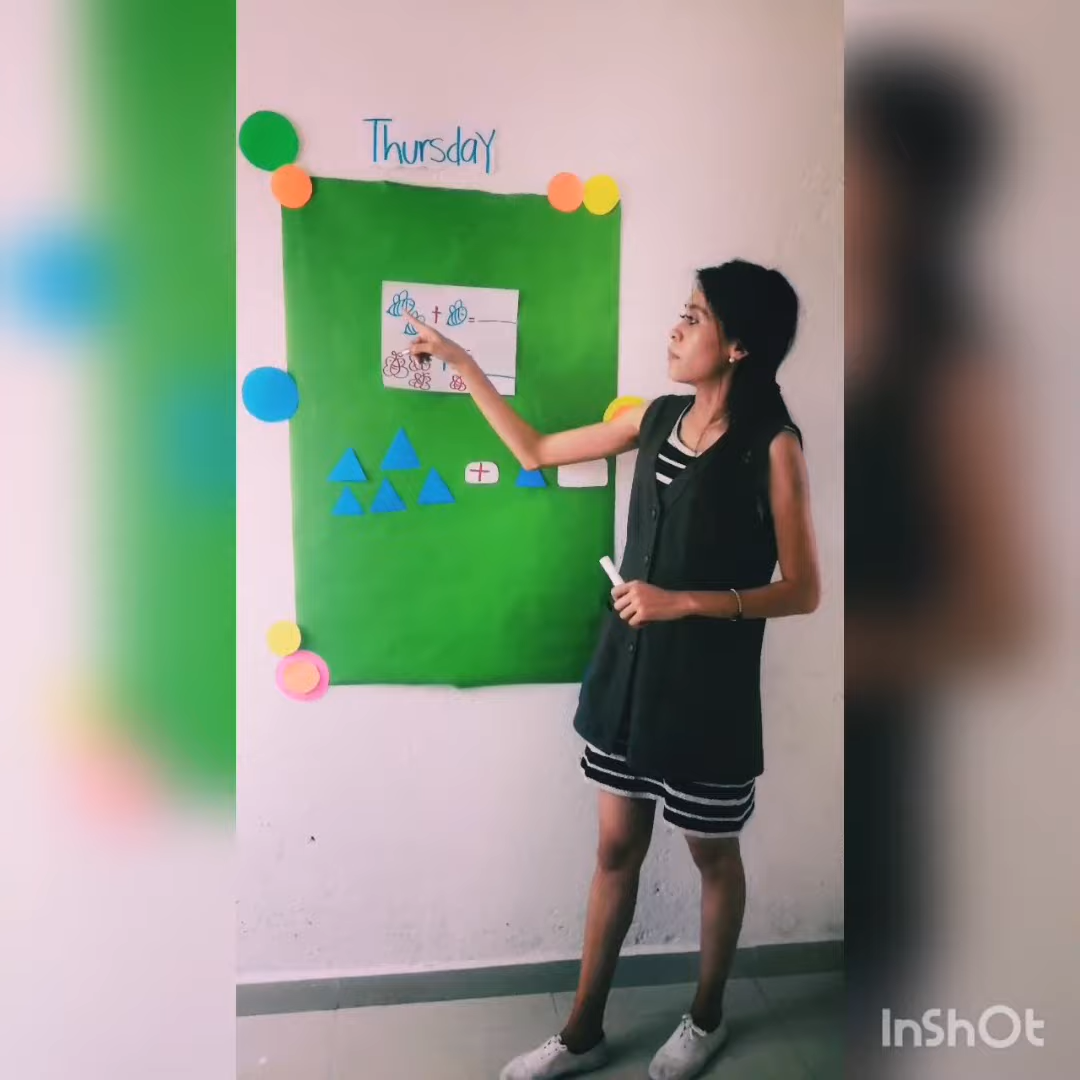 Thursday
+ =
+
InShOt